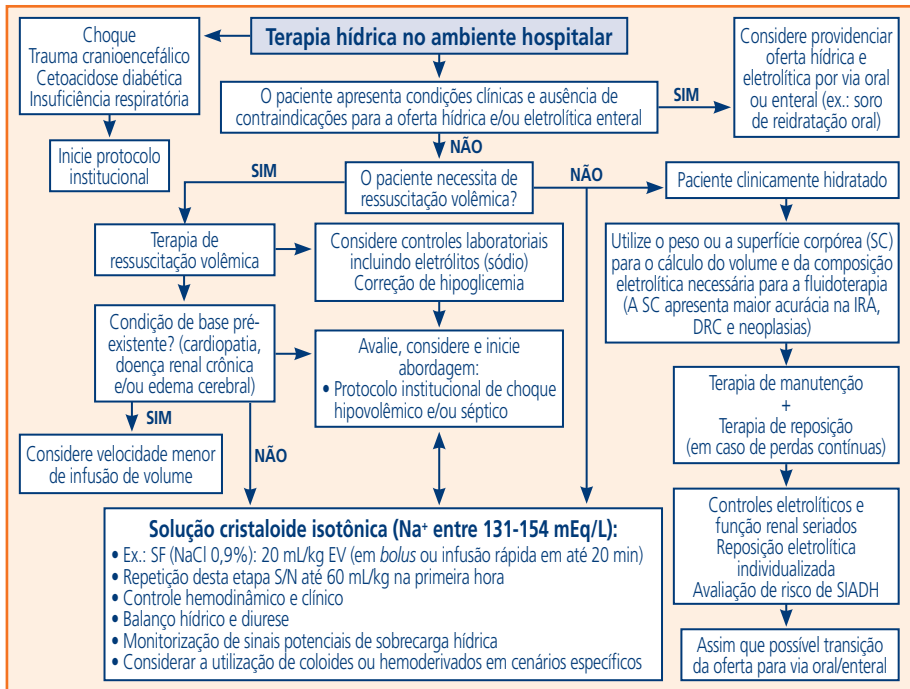 Terapia hídrica no ambiente hospitalar
Choque
Trauma cranioencefálico
Cetoacidose diabética
Insuficiência respiratória
Inicie protocolo
institucional
O paciente apresenta condições clínicas e ausência de
contraindicações para a oferta hídrica e/ou eletrolítica enteral
SIM
Considere providenciar
oferta hídrica e
eletrolítica por via oral
ou enteral (ex.: soro
de reidratação oral)
NÃO
O paciente necessita de
ressuscitação volêmica?
SIM
NÃO
Paciente clinicamente hidratado
Terapia de
ressuscitação volêmica
Considere controles laboratoriais
incluindo eletrólitos (sódio)
Correção de hipoglicemia
Utilize o peso ou a superfície corpórea (SC)
para o cálculo do volume e da composição
eletrolítica necessária para a fluidoterapia
(A SC apresenta maior acurácia na IRA,
DRC e neoplasias)
Condição de base pré-
existente? (cardiopatia,
doença renal crônica
e/ou edema cerebral)
Avalie, considere e inicie
abordagem:
• Protocolo institucional de choque
hipovolêmico e/ou séptico
SIM
NÃO
Considere velocidade menor
de infusão de volume
Terapia de manutenção
+
Terapia de reposição
(em caso de perdas contínuas)
Solução cristaloide isotônica (Na⁺ entre 131-154 mEq/L):
• Ex.: SF (NaCl 0,9%): 20 mL/kg EV (em bolus ou infusão rápida em até 20 min)
• Repetição desta etapa S/N até 60 mL/kg na primeira hora
• Controle hemodinâmico e clínico
• Balanço hídrico e diurese
• Monitorização de sinais potenciais de sobrecarga hídrica
• Considerar a utilização de coloides ou hemoderivados em cenários específicos
Controles eletrolíticos e
função renal seriados
Reposição eletrolítica
individualizada
Avaliação de risco de SIADH
Assim que possível transição
da oferta para via oral/enteral